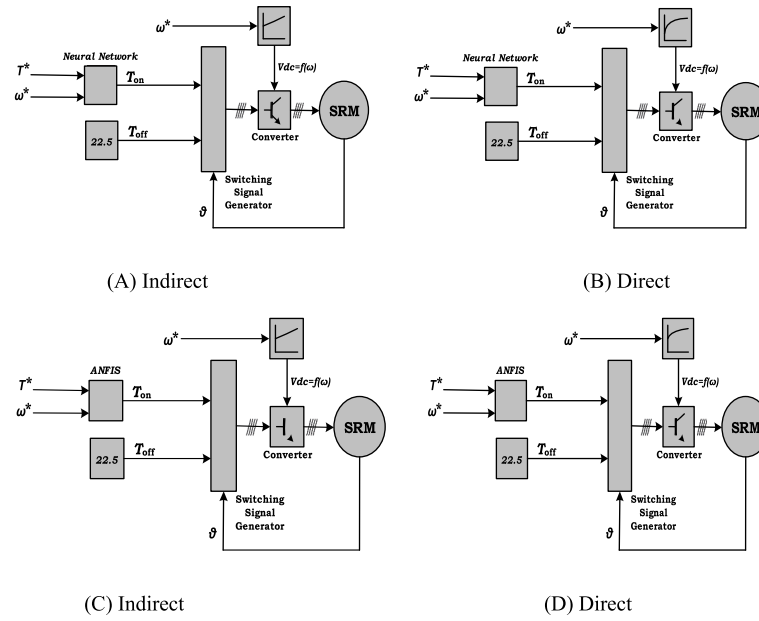 ω*
Vdc=f(ω)
Neural Network
T*
ω*
Ton
22.5
Toff
Converter
SRM
Switching
Signal
Generator
ϑ
(A) Indirect
ω*
Vdc=f(ω)
Neural Network
T*
ω*
Ton
22.5
Toff
Converter
SRM
Switching
Signal
Generator
ϑ
(B) Direct
ω*
Vdc=f(ω)
ANFIS
T*
ω*
Ton
22.5
Toff
Converter
SRM
Switching
Signal
Generator
ϑ
(C) Indirect
ω*
Vdc=f(ω)
ANFIS
T*
ω*
Ton
22.5
Toff
Converter
SRM
Switching
Signal
Generator
ϑ
(D) Direct